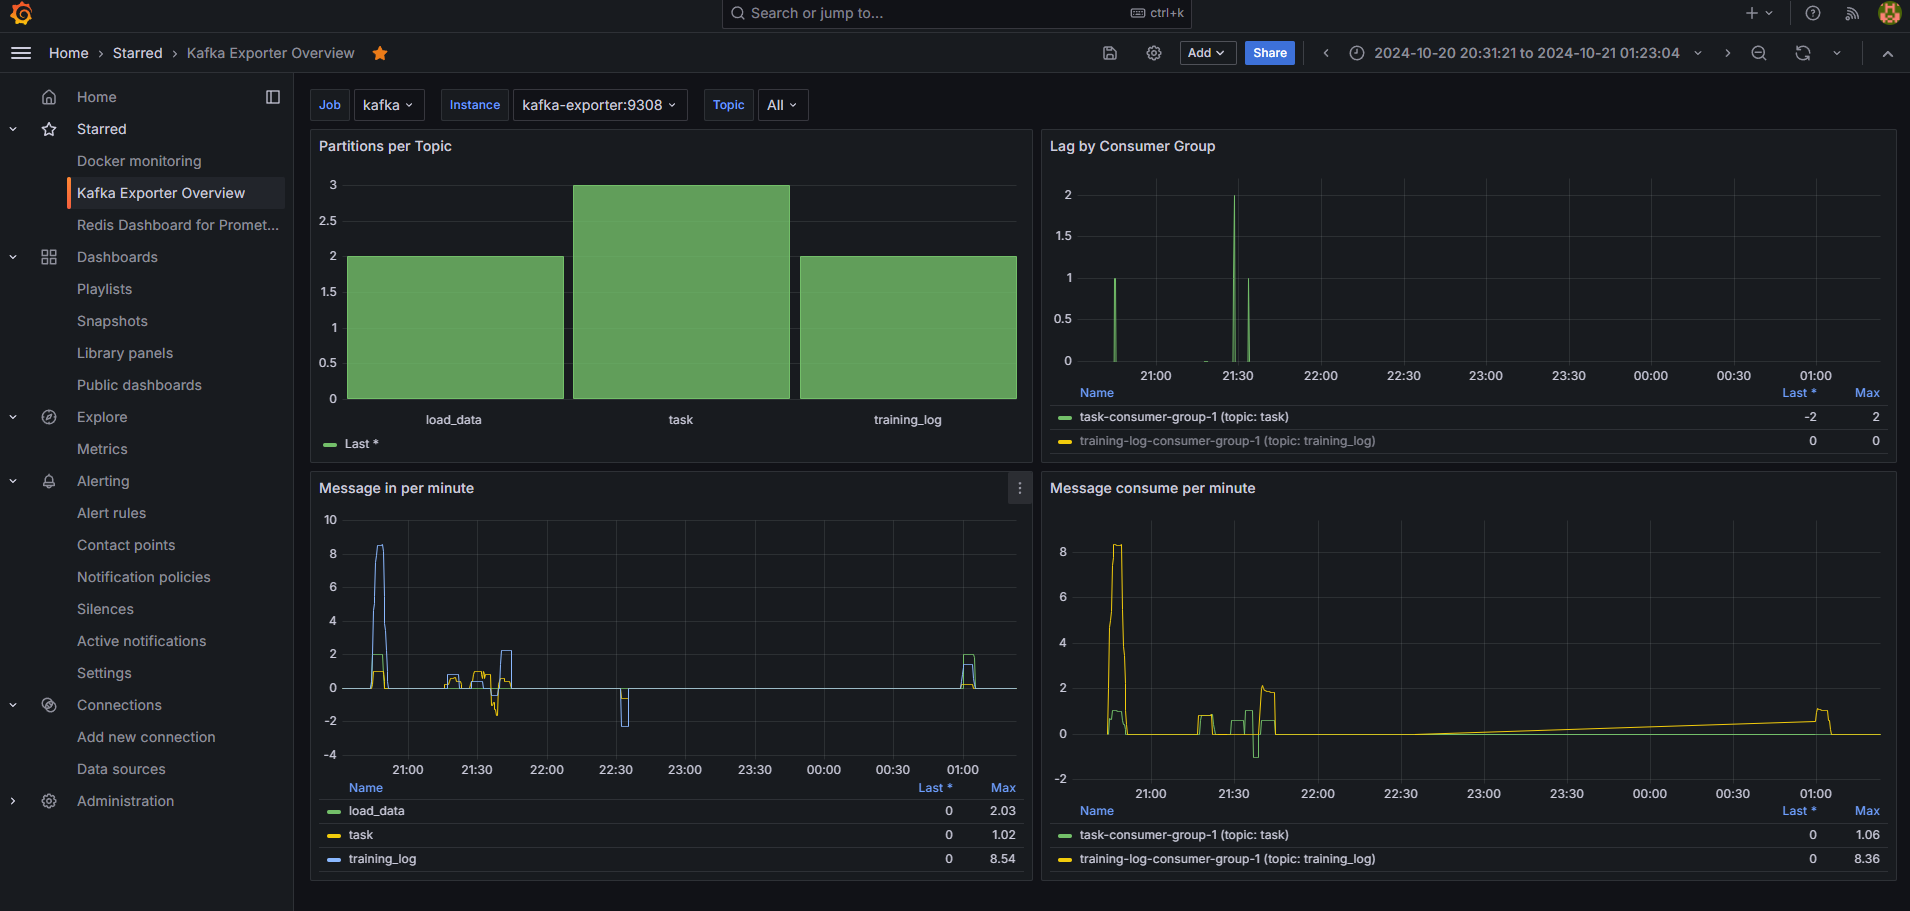 Search or jump to...
ctrl+k
Home › Starred › Kafka Exporter Overview
Add
Share
2024-10-20 20:31:21 to 2024-10-21 01:23:04
Home
Starred
Docker monitoring
Kafka Exporter Overview
Redis Dashboard for Promet...
Dashboards
Playlists
Snapshots
Library panels
Public dashboards
Explore
Metrics
Alerting
Alert rules
Contact points
Notification policies
Silences
Active notifications
Settings
Connections
Add new connection
Data sources
Administration
Job kafka Instance kafka-exporter:9308 Topic All
Partitions per Topic
3
2.5
2
1.5
1
0.5
0
load_data task training_log
Last *
Lag by Consumer Group
2
1.5
1
0.5
0
21:00 21:30 22:00 22:30 23:00 23:30 00:00 00:30 01:00
Name Last * Max
task-consumer-group-1 (topic: task) -2 2
training-log-consumer-group-1 (topic: training_log) 0 0
Message in per minute
10
8
6
4
2
0
-2
-4
21:00 21:30 22:00 22:30 23:00 23:30 00:00 00:30 01:00
Name Last * Max
load_data 0 2.03
task 0 1.02
training_log 0 8.54
Message consume per minute
8
6
4
2
0
-2
21:00 21:30 22:00 22:30 23:00 23:30 00:00 00:30 01:00
Name Last * Max
task-consumer-group-1 (topic: task) 0 1.06
training-log-consumer-group-1 (topic: training_log) 0 8.36